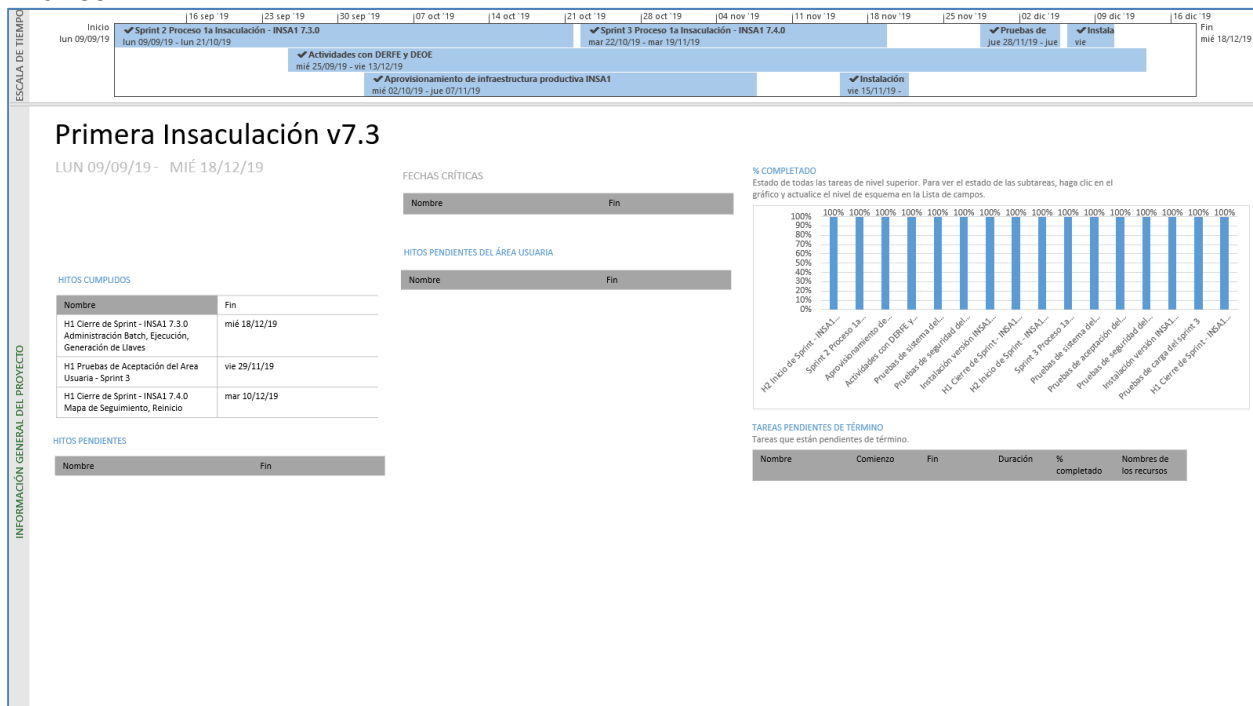 ESCALA DE TIEMPO
16 sep '19 23 sep '19 30 sep '19 07 oct '19 14 oct '19 21 oct '19 28 oct '19 04 nov '19 11 nov '19 18 nov '19 25 nov '19 02 dic '19 09 dic '19 16 dic '19
Inicio
lun 09/09/19
Sprint 2 Proceso 1a Insaculación - INSA1 7.3.0
lun 09/09/19 - lun 21/10/19
Sprint 3 Proceso 1a Insaculación - INSA1 7.4.0
mar 22/10/19 - mar 19/11/19
Pruebas de
jue 28/11/19 - jue
Instala
vie
Fin
mié 18/12/19
Actividades con DERFE y DEOE
mié 25/09/19 - vie 13/12/19
Aprovisionamiento de infraestructura productiva INSA1
mié 02/10/19 - jue 07/11/19
Instalación
vie 15/11/19 -
INFORMACIÓN GENERAL DEL PROYECTO
Primera Insaculación v7.3
LUN 09/09/19 - MIÉ 18/12/19
HITOS CUMPLIDOS
Nombre Fin
H1 Cierre de Sprint - INSA1 7.3.0 mié 18/12/19
Administración Batch, Ejecución,
Generación de Llaves
H1 Pruebas de Aceptación del Area vie 29/11/19
Usuaria - Sprint 3
H1 Cierre de Sprint - INSA1 7.4.0 mar 10/12/19
Mapa de Seguimiento, Reinicio
HITOS PENDIENTES
Nombre Fin
FECHAS CRÍTICAS
Nombre Fin
HITOS PENDIENTES DEL ÁREA USUARIA
Nombre Fin
% COMPLETADO
Estado de todas las tareas de nivel superior. Para ver el estado de las subtareas, haga clic en el
gráfico y actualice el nivel de esquema en la Lista de campos.
100% 100% 100% 100% 100% 100% 100% 100% 100% 100% 100% 100% 100% 100% 100%
100%
90%
80%
70%
60%
50%
40%
30%
20%
10%
0%
H2 Inicio de Sprint - INSA1...
Sprint 2 Proceso 1a...
Aprovisionamiento de...
Actividades con DERFE y...
Pruebas de sistema del...
Pruebas de seguridad del...
Instalación versión INSA1...
H1 Cierre de Sprint - INSA1...
H2 Inicio de Sprint - INSA1...
Sprint 3 Proceso 1a...
Pruebas de sistema del...
Pruebas de aceptación del...
Pruebas de seguridad del...
Instalación versión INSA1...
Pruebas de carga del sprint 3
H1 Cierre de Sprint - INSA1...
TAREAS PENDIENTES DE TÉRMINO
Tareas que están pendientes de término.
Nombre Comienzo Fin Duración % Nombres de
completado los recursos